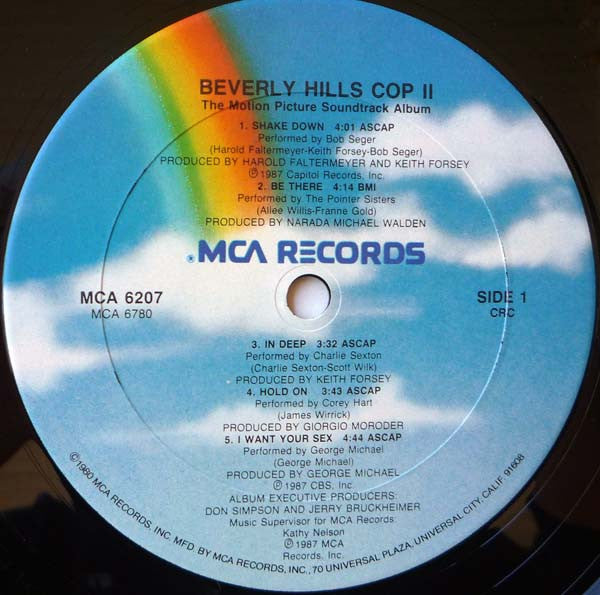 BEVERLY HILLS COP II
The Motion Picture Soundtrack Album
1. SHAKE DOWN 4:01 ASCAP
Performed by Bob Seger
(Harold Faltermeyer-Keith Forsey-Bob Seger)
PRODUCED BY HAROLD FALTERMEYER AND KEITH FORSEY
℗1987 Capitol Records, Inc.
2. BE THERE 4:14 BMI
Performed by The Pointer Sisters
(Allee Willis-Franne Gold)
PRODUCED BY NARADA MICHAEL WALDEN
®MCA RECORDS
MCA 6207
MCA 6780
SIDE 1
CRC
3. IN DEEP 3:32 ASCAP
Performed by Charlie Sexton
(Charlie Sexton-Scott Wilk)
PRODUCED BY KEITH FORSEY
4. HOLD ON 3:43 ASCAP
Performed by Corey Hart
(James Wirrick)
PRODUCED BY GIORGIO MORODER
5. I WANT YOUR SEX 4:44 ASCAP
Performed by George Michael
(George Michael)
PRODUCED BY GEORGE MICHAEL
℗1987 CBS, Inc.
ALBUM EXECUTIVE PRODUCERS:
DON SIMPSON AND JERRY BRUCKHEIMER
Music Supervisor for MCA Records:
Kathy Nelson
℗1987 MCA
Records, Inc.
©1980 MCA RECORDS, INC. MFD. BY MCA RECORDS, INC., 70 UNIVERSAL PLAZA, UNIVERSAL CITY, CALIF. 91608